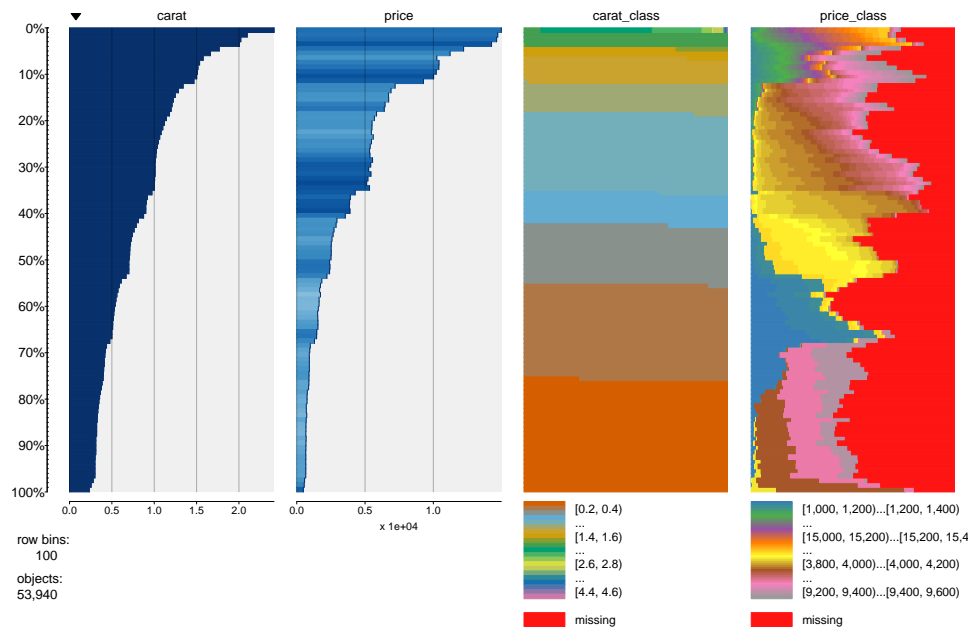 carat
price
carat_class
price_class
0%
10%
20%
30%
40%
50%
60%
70%
80%
90%
100%
0.0 0.5 1.0 1.5 2.0
0.0 0.5 1.0
x 1e+04
row bins:
100
objects:
53,940
[0.2, 0.4)
...
[1.4, 1.6)
...
[2.6, 2.8)
...
[4.4, 4.6)
missing
[1,000, 1,200)...[1,200, 1,400)
...
[15,000, 15,200)...[15,200, 15,4
...
[3,800, 4,000)...[4,000, 4,200)
...
[9,200, 9,400)...[9,400, 9,600)
missing